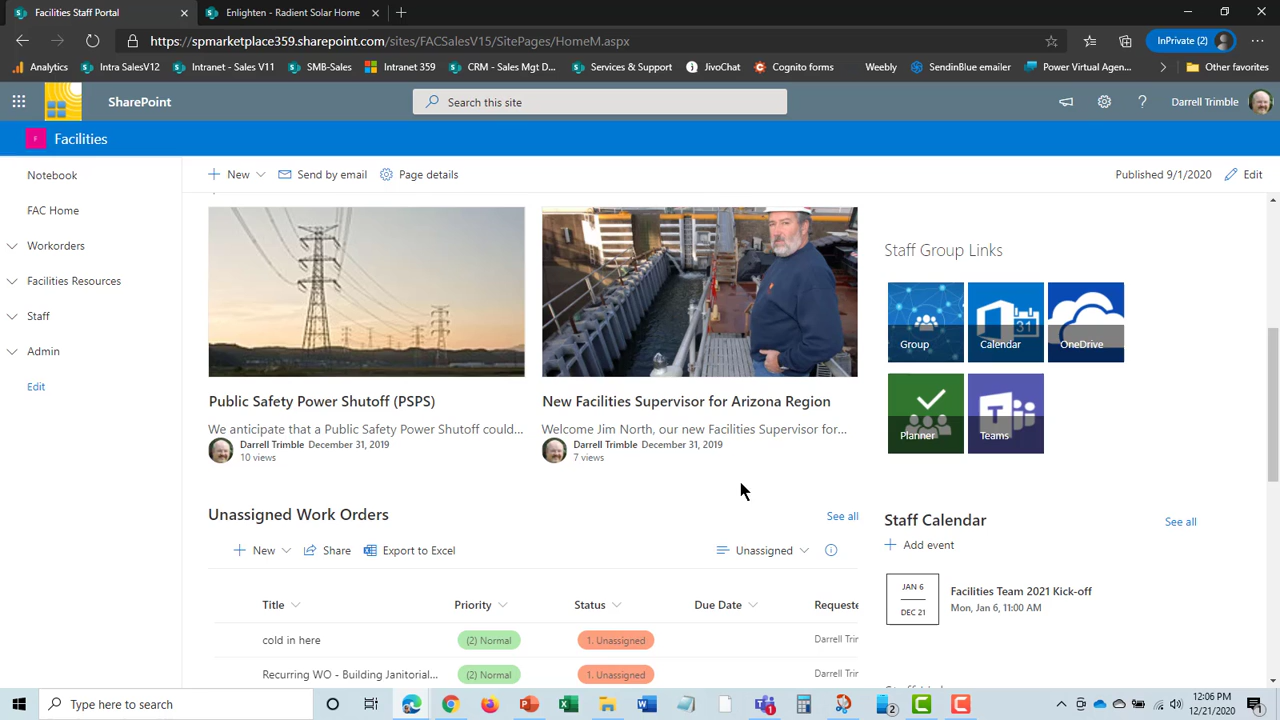 Facilities Staff Portal
Enlighten - Radient Solar Home
https://spmarketplace359.sharepoint.com/sites/FACSalesV15/SitePages/HomeM.aspx
InPrivate (2)
Analytics
Intra SalesV12
Intranet - Sales V11
SMB-Sales
Intranet 359
CRM - Sales Mgt D...
Services & Support
JivoChat
Cognito forms
Weebly
SendinBlue emailer
Power Virtual Agen...
Other favorites
SharePoint
Search this site
Darrell Trimble
F
Facilities
Notebook
FAC Home
Workorders
Facilities Resources
Staff
Admin
Edit
New
Send by email
Page details
Published 9/1/2020
Edit
Public Safety Power Shutoff (PSPS)
We anticipate that a Public Safety Power Shutoff could...
Darrell Trimble December 31, 2019
10 views
New Facilities Supervisor for Arizona Region
Welcome Jim North, our new Facilities Supervisor for...
Darrell Trimble December 31, 2019
7 views
Staff Group Links
Group
31
Calendar
OneDrive
Planner
Teams
Unassigned Work Orders
See all
New
Share
Export to Excel
Unassigned
Title
Priority
Status
Due Date
Requeste
cold in here
(2) Normal
1. Unassigned
Darrell Trin
Recurring WO - Building Janitorial...
(2) Normal
1. Unassigned
Darrell Trin
Staff Calendar
See all
Add event
JAN 6
DEC 21
Facilities Team 2021 Kick-off
Mon, Jan 6, 11:00 AM
Type here to search
12:06 PM
12/21/2020